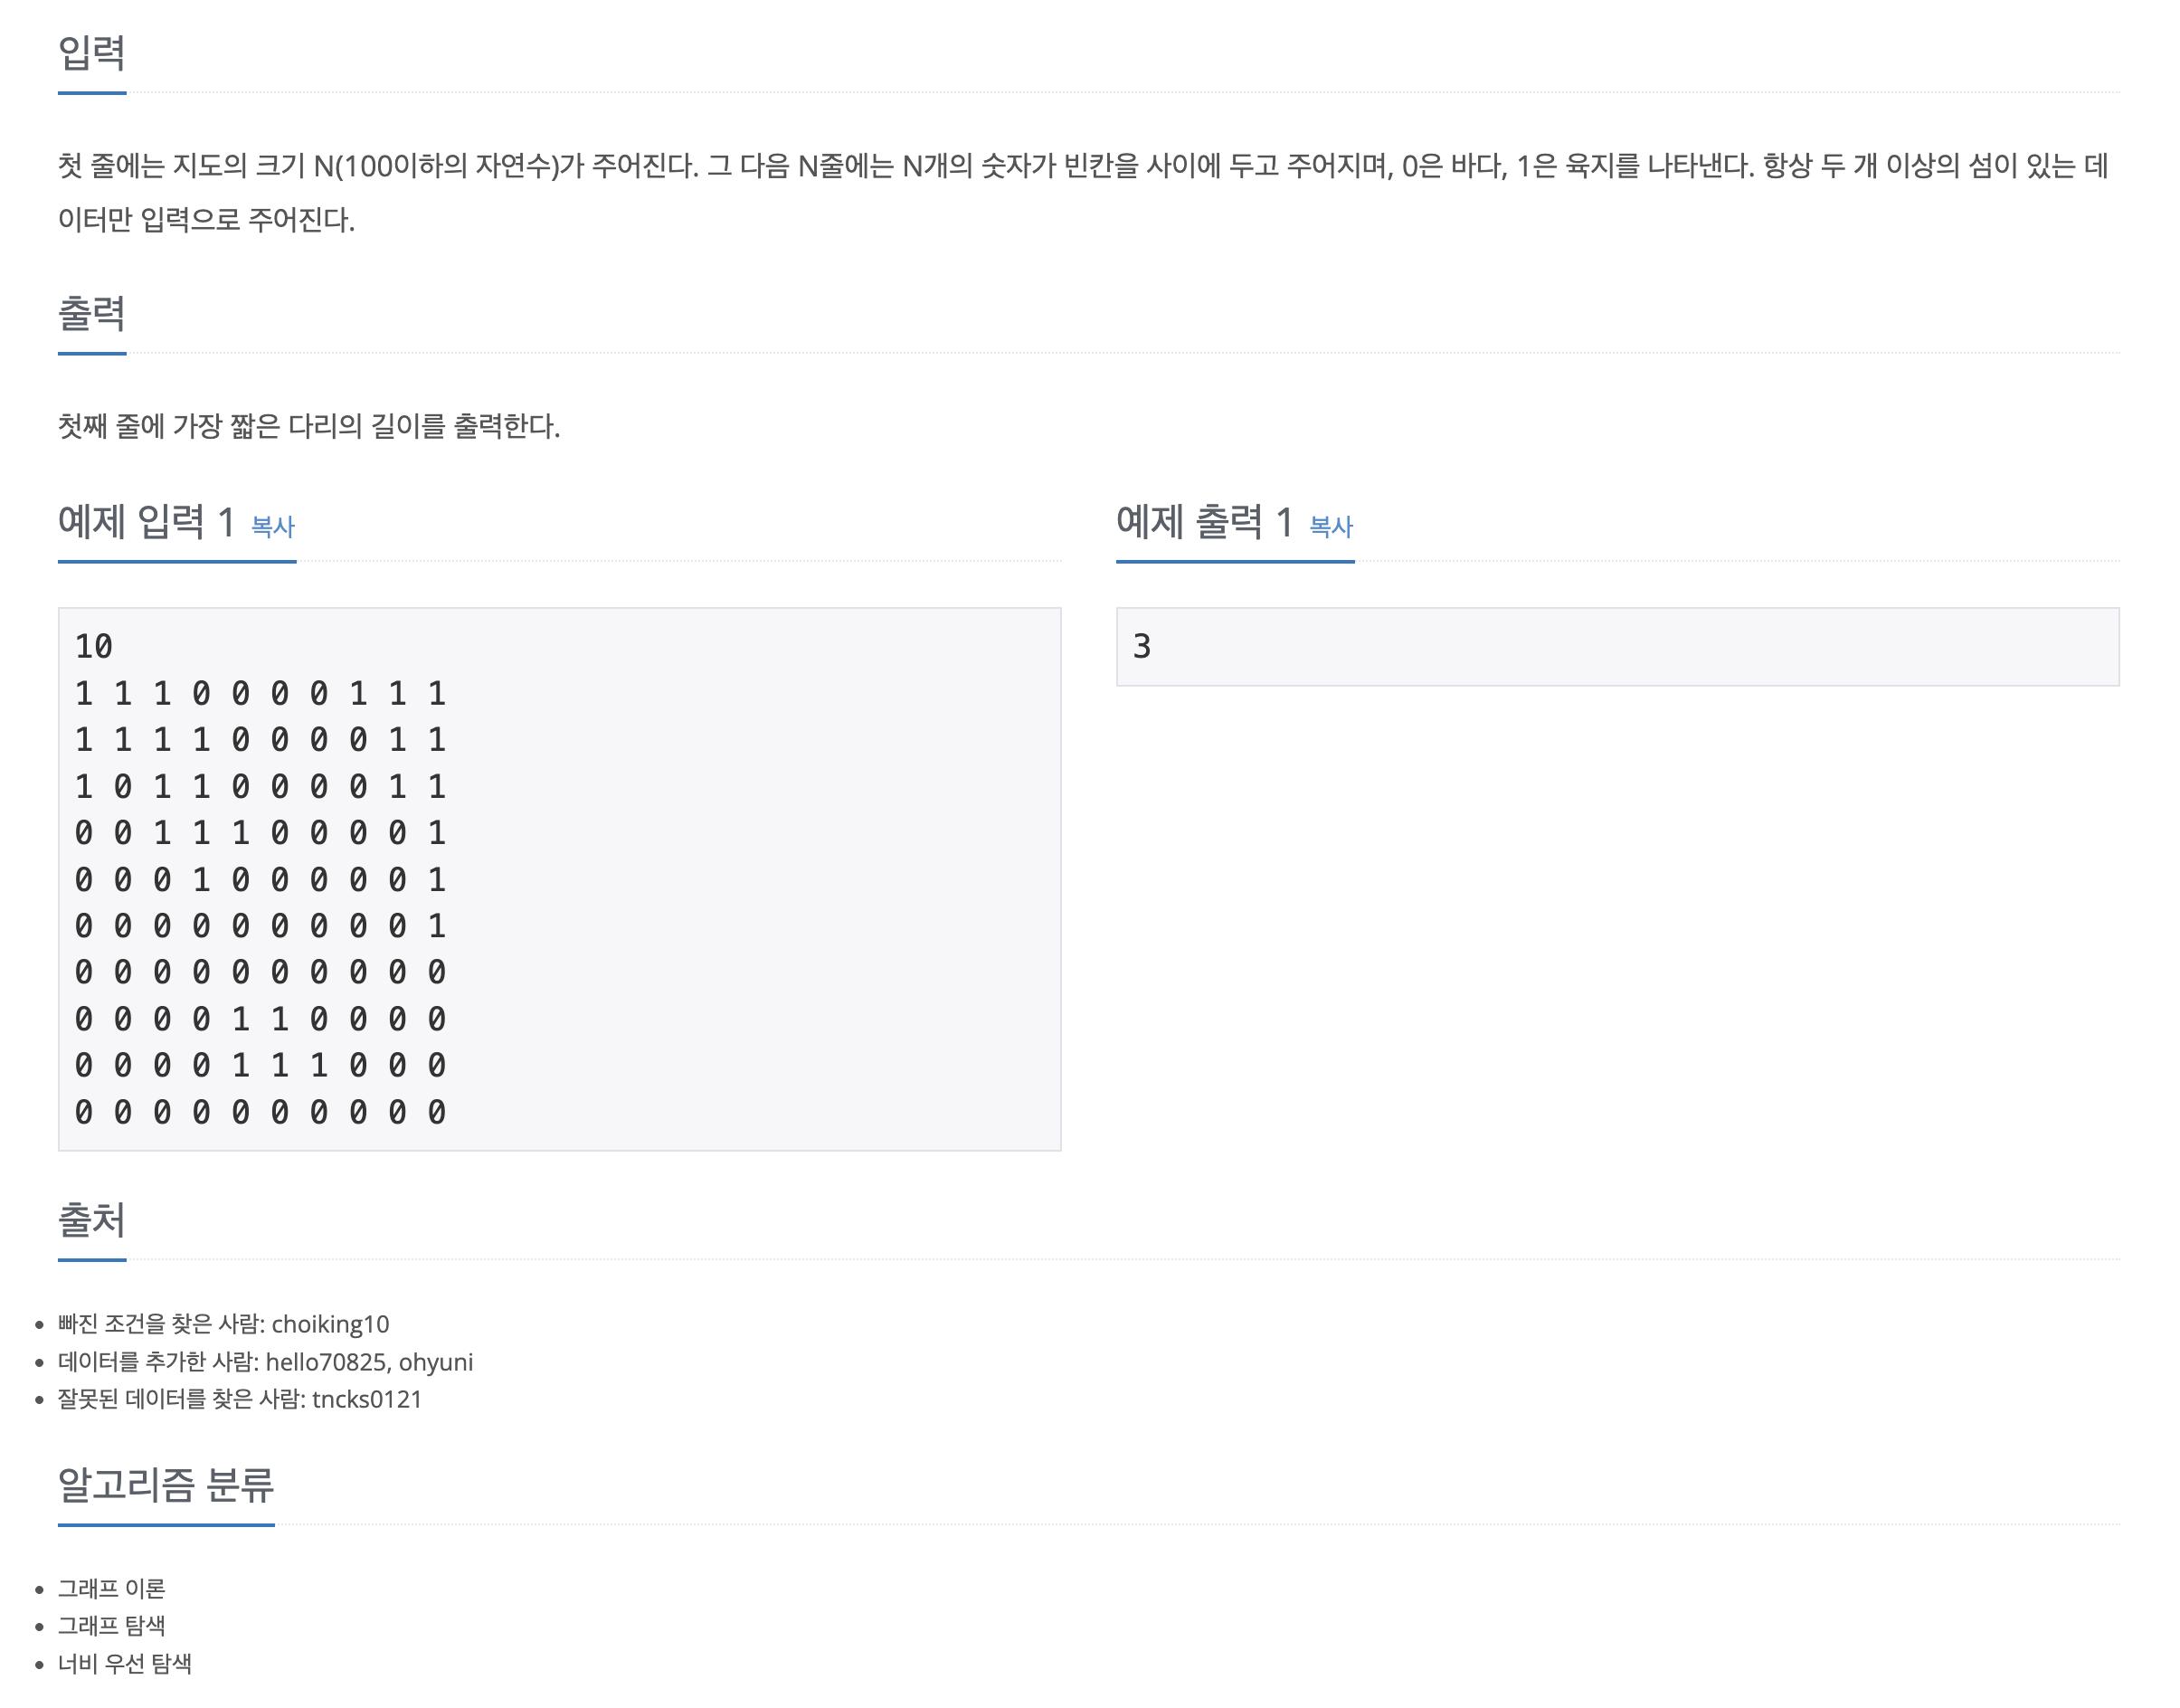 입력
첫 줄에는 지도의 크기 N(100이하의 자연수)가 주어진다. 그 다음 N줄에는 N개의 숫자가 빈칸을 사이에 두고 주어지며, 0은 바다, 1은 육지를 나타낸다. 항상 두 개 이상의 섬이 있는 데
이터만 입력으로 주어진다.
출력
첫째 줄에 가장 짧은 다리의 길이를 출력한다.
예제 입력 1 복사
10
1 1 1 0 0 0 0 1 1 1
1 1 1 1 0 0 0 0 1 1
1 0 1 1 0 0 0 0 1 1
0 0 1 1 1 0 0 0 0 1
0 0 0 1 0 0 0 0 0 1
0 0 0 0 0 0 0 0 0 1
0 0 0 0 0 0 0 0 0 0
0 0 0 0 1 1 0 0 0 0
0 0 0 0 1 1 1 0 0 0
0 0 0 0 0 0 0 0 0 0
예제 출력 1 복사
3
출처
빠진 조건을 찾은 사람: choiking10
데이터를 추가한 사람: hello70825, ohyuni
잘못된 데이터를 찾은 사람: tncks0121
알고리즘 분류
그래프 이론
그래프 탐색
너비 우선 탐색